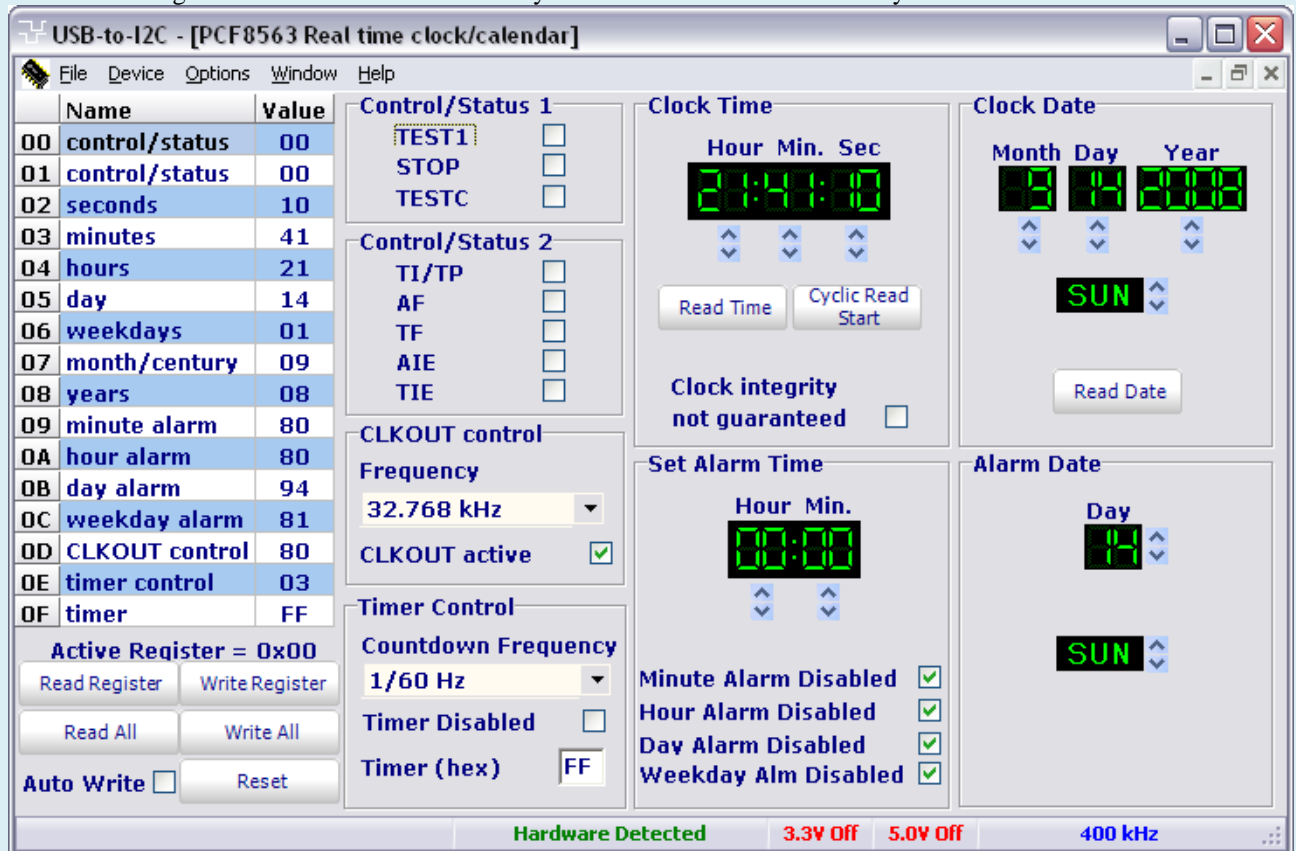 USB-to-I2C - [PCF8563 Real time clock/calendar]
File Device Options Window Help
Name Value
00 control/status 00
01 control/status 00
02 seconds 10
03 minutes 41
04 hours 21
05 day 14
06 weekdays 01
07 month/century 09
08 years 08
09 minute alarm 80
0A hour alarm 80
0B day alarm 94
0C weekday alarm 81
0D CLKOUT control 80
0E timer control 03
0F timer FF
Active Register = 0x00
Read Register Write Register
Read All Write All
Auto Write Reset
Control/Status 1
TEST1
STOP
TESTC
Control/Status 2
TI/TP
AF
TF
AIE
TIE
CLKOUT control
Frequency
32.768 kHz
CLKOUT active
Timer Control
Countdown Frequency
1/60 Hz
Timer Disabled
Timer (hex) FF
Clock Time
Hour Min. Sec
21:41:10
Read Time Cyclic Read
Start
Clock integrity
not guaranteed
Set Alarm Time
Hour Min.
00:00
Minute Alarm Disabled
Hour Alarm Disabled
Day Alarm Disabled
Weekday Alm Disabled
Clock Date
Month Day Year
9 14 2008
SUN
Read Date
Alarm Date
Day
14
SUN
Hardware Detected 3.3V Off 5.0V Off 400 kHz